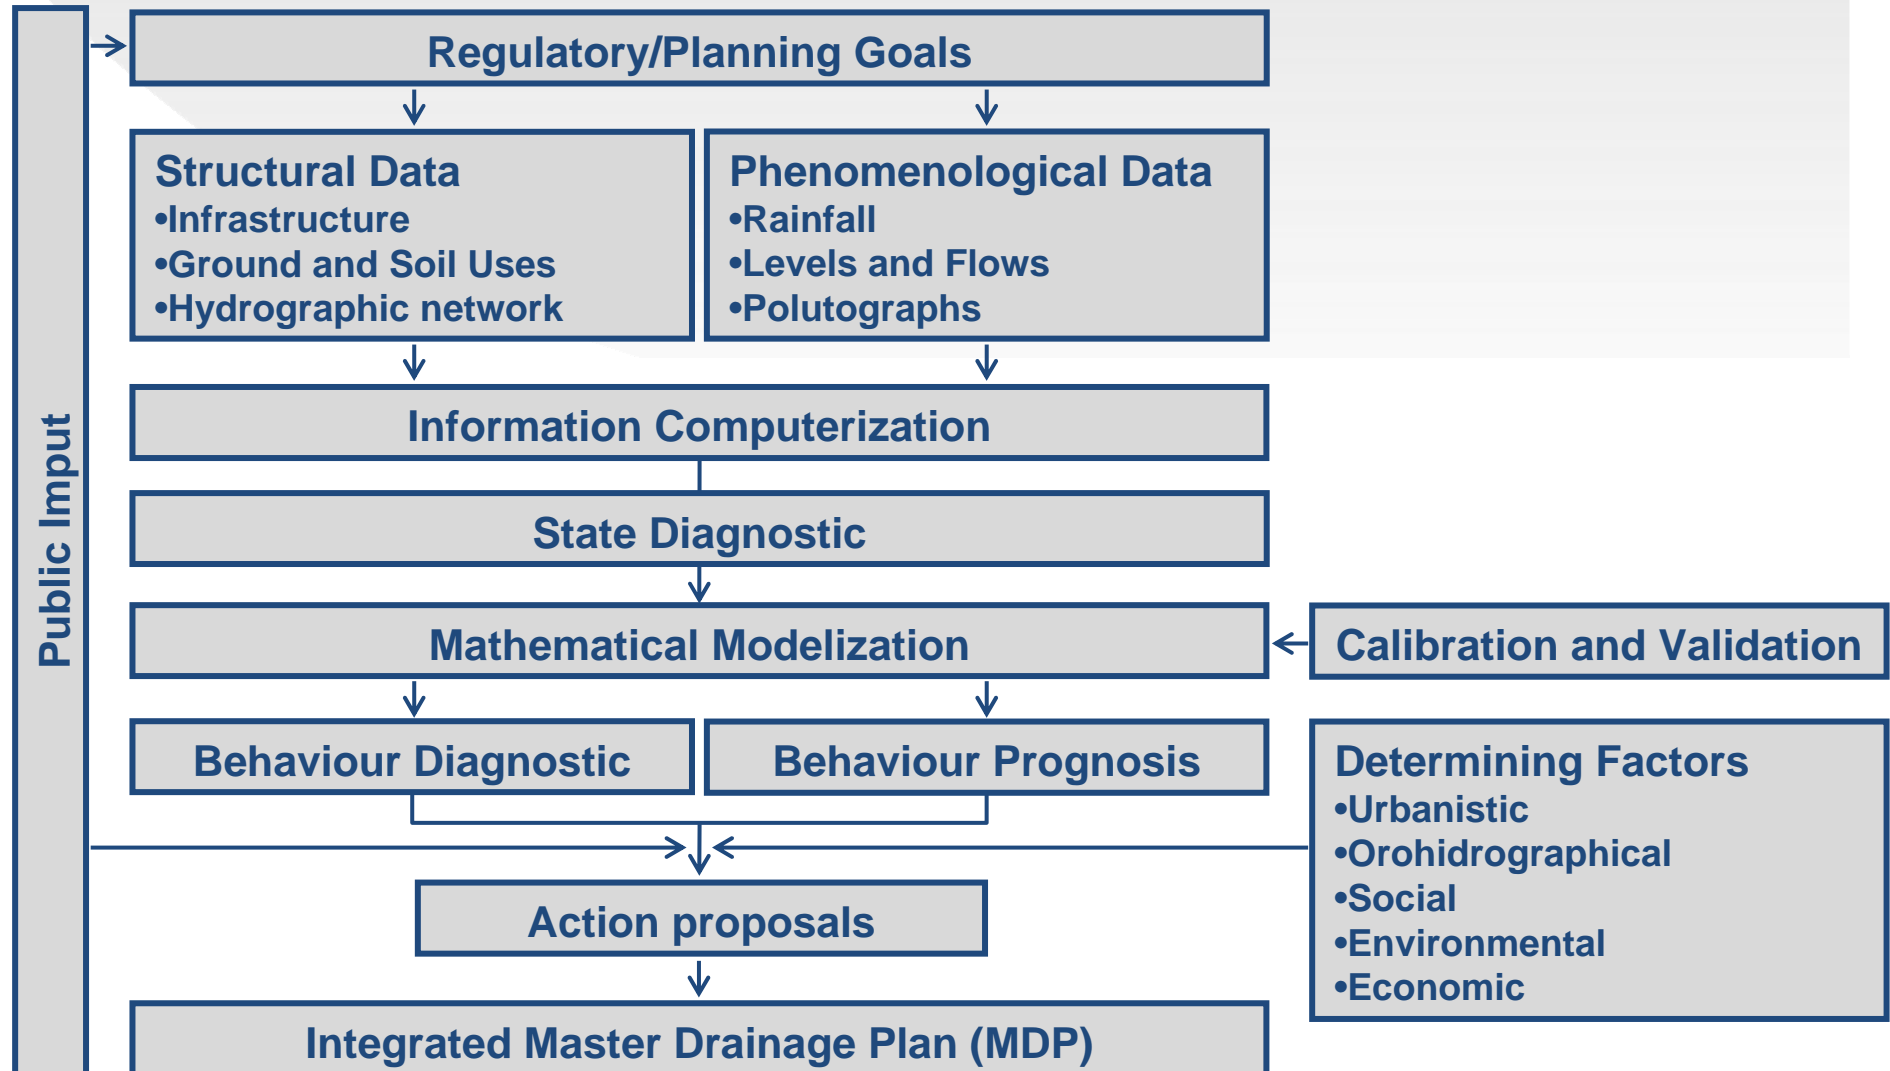 Public Imput
Regulatory/Planning Goals
Structural Data
•Infrastructure
•Ground and Soil Uses
•Hydrographic network
Phenomenological Data
•Rainfall
•Levels and Flows
•Polutographs
Information Computerization
State Diagnostic
Mathematical Modelization
Calibration and Validation
Behaviour Diagnostic
Behaviour Prognosis
Determining Factors
•Urbanistic
•Orohidrographical
•Social
•Environmental
•Economic
Action proposals
Integrated Master Drainage Plan (MDP)